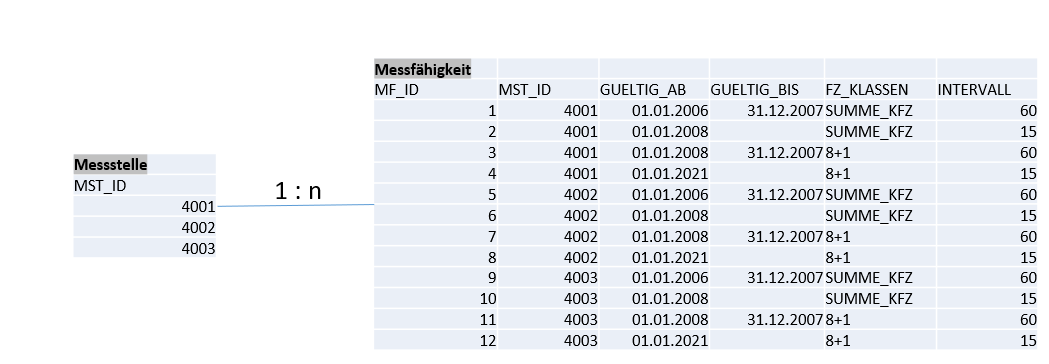 Messfähigkeit
MF_ID MST_ID GUELTIG_AB GUELTIG_BIS FZ_KLASSEN INTERVALL
1 4001 01.01.2006 31.12.2007 SUMME_KFZ 60
2 4001 01.01.2008 SUMME_KFZ 15
3 4001 01.01.2008 31.12.2007 8+1 60
4 4001 01.01.2021 8+1 15
5 4002 01.01.2006 31.12.2007 SUMME_KFZ 60
6 4002 01.01.2008 SUMME_KFZ 15
7 4002 01.01.2008 31.12.2007 8+1 60
8 4002 01.01.2021 8+1 15
9 4003 01.01.2006 31.12.2007 SUMME_KFZ 60
10 4003 01.01.2008 SUMME_KFZ 15
11 4003 01.01.2008 31.12.2007 8+1 60
12 4003 01.01.2021 8+1 15
Messstelle
MST_ID
4001
4002
4003
1 : n